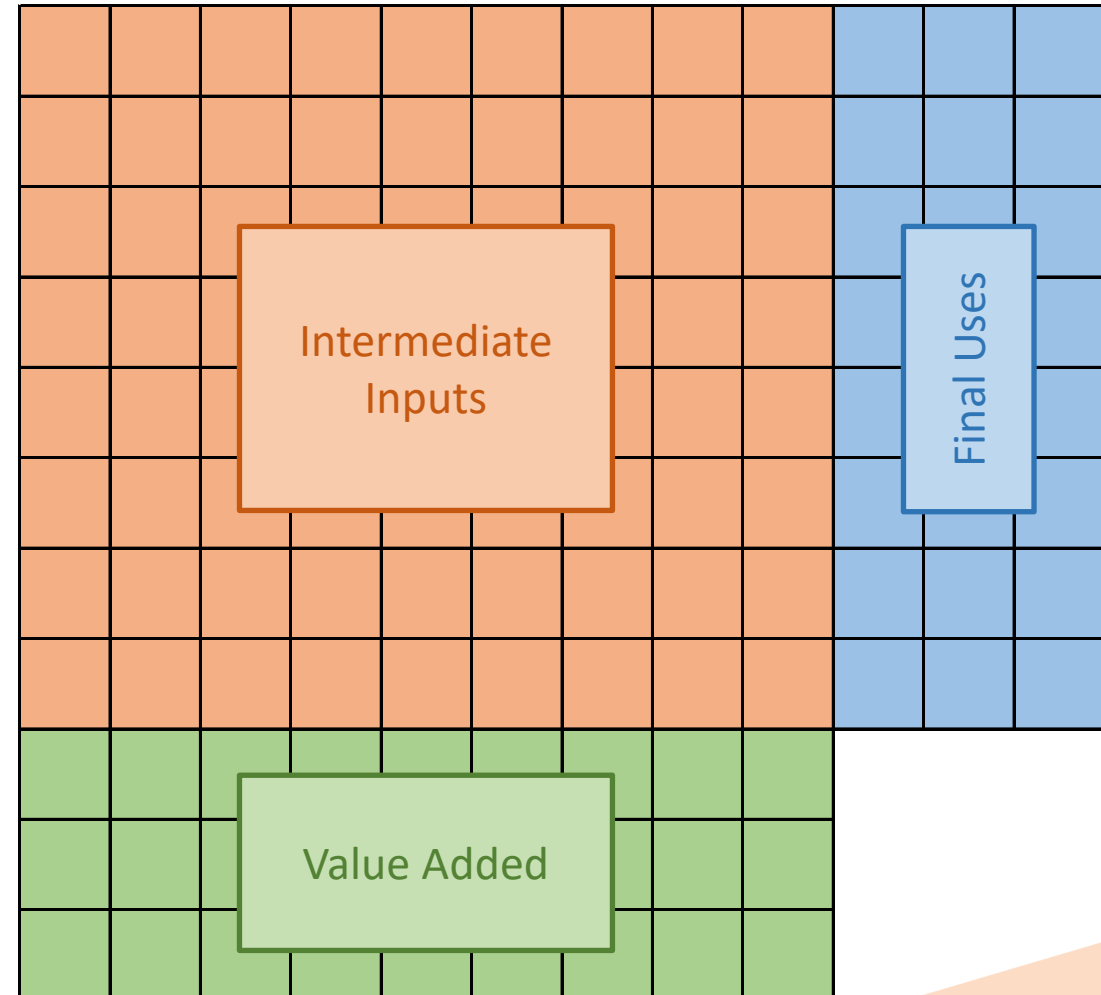 Intermediate
Inputs
Final Uses
Value Added